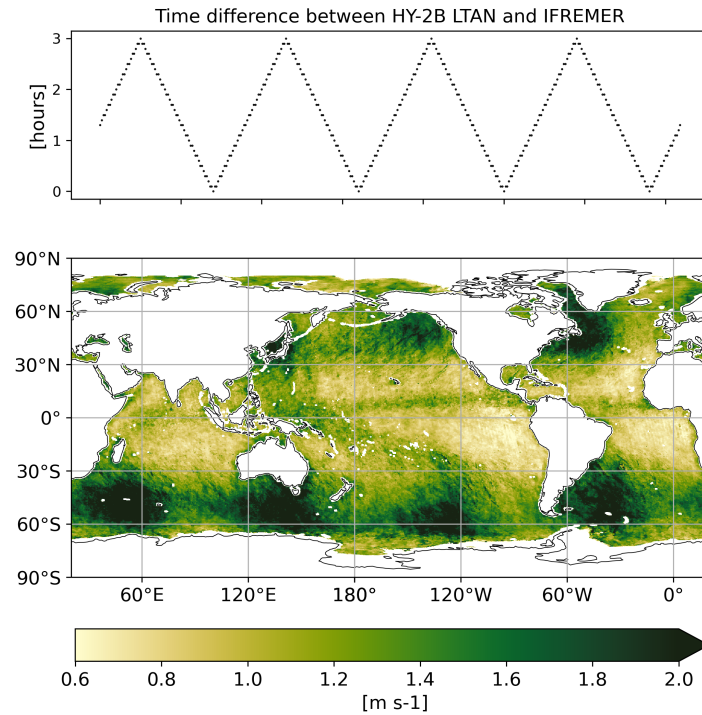 Time difference between HY-2B LTAN and IFREMER
3
2
1
0
[hours]
90°N
60°N
30°N
0°
30°S
60°S
90°S
60°E 120°E 180° 120°W 60°W 0°
0.6 0.8 1.0 1.2 1.4 1.6 1.8 2.0
[m s-1]